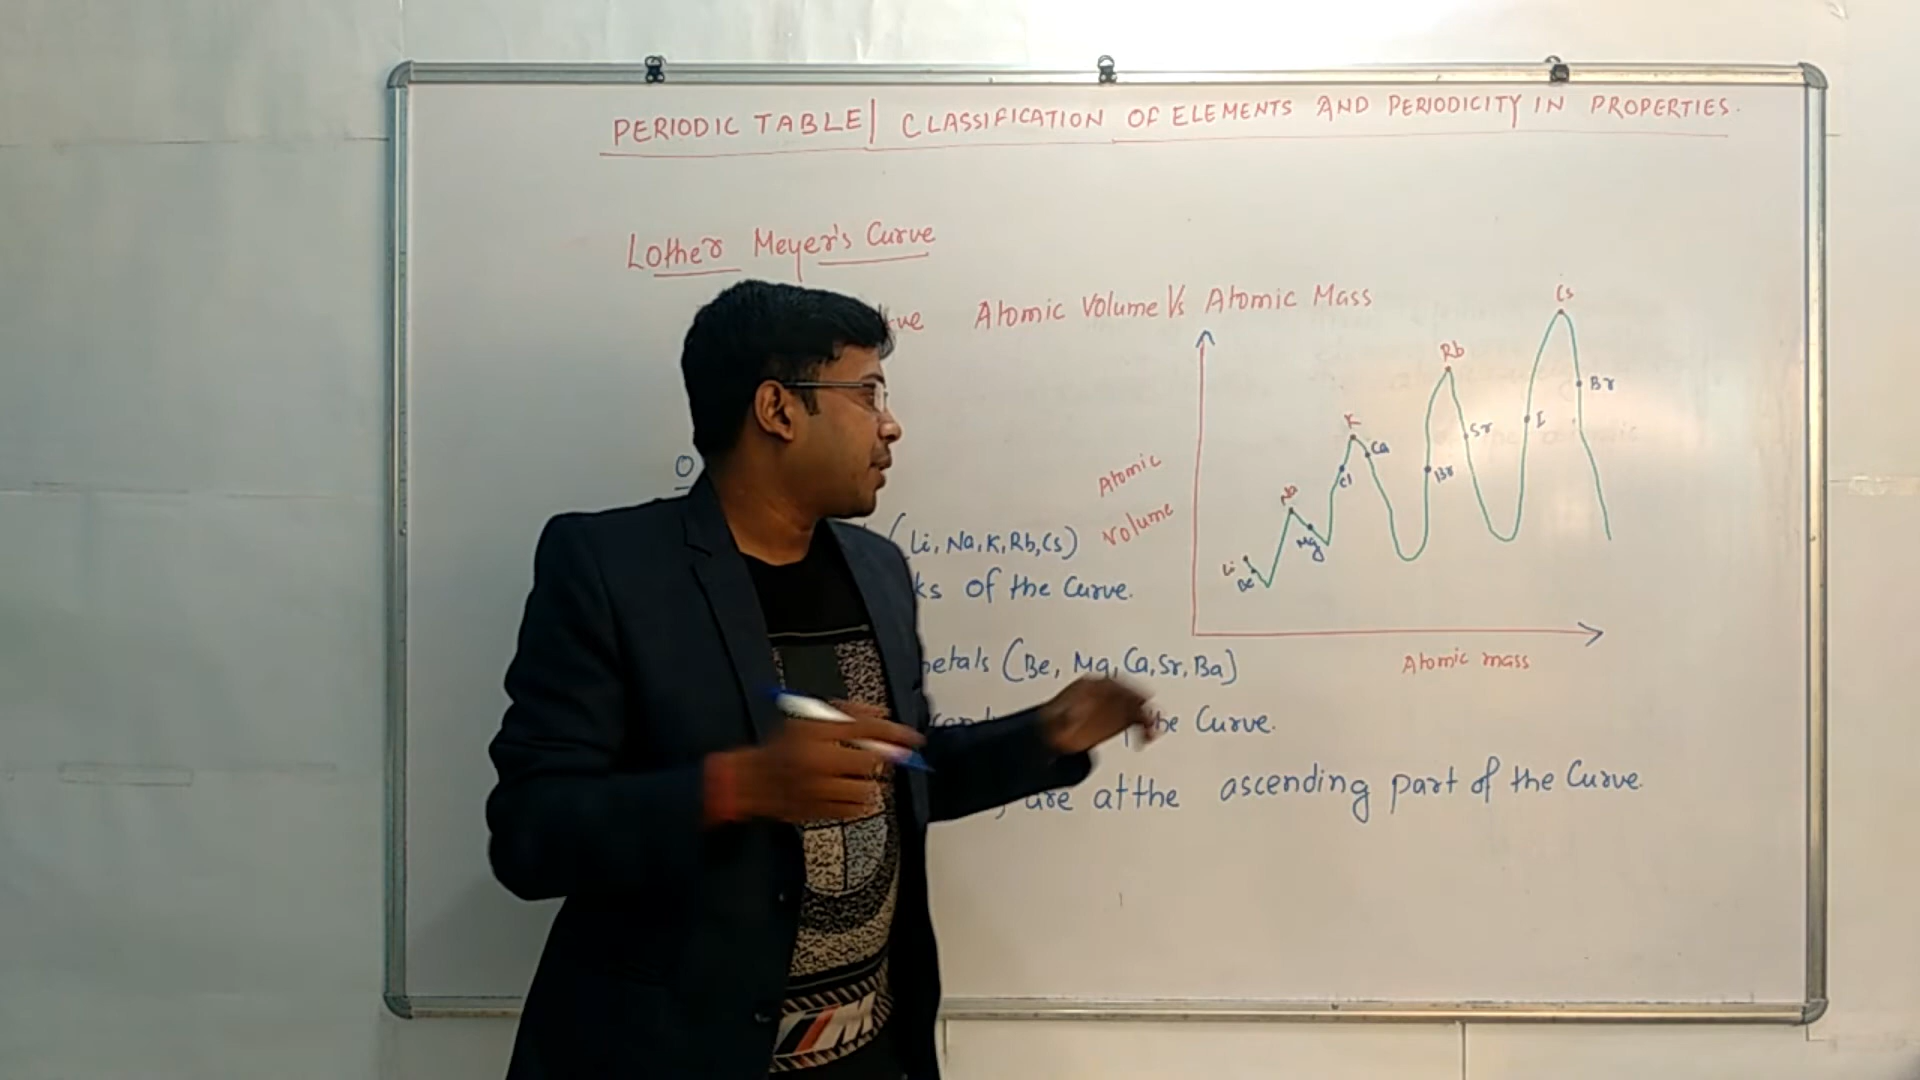 PERIODIC TABLE| CLASSIFICATION OF ELEMENTS AND PERIODICITY IN PROPERTIES.
Lother Meyer's Curve
Atomic Volume Vs Atomic Mass
O
(Li, Na, K, Rb, Cs)
ks of the Curve.
etals (Be, Mg, Ca, Sr, Ba)
the Curve.
are at the ascending part of the Curve.
Atomic
volume
Li
Be
Na
Mg
Cl
K
Ca
Br
Rb
Sr
I
Cs
Br
Atomic mass